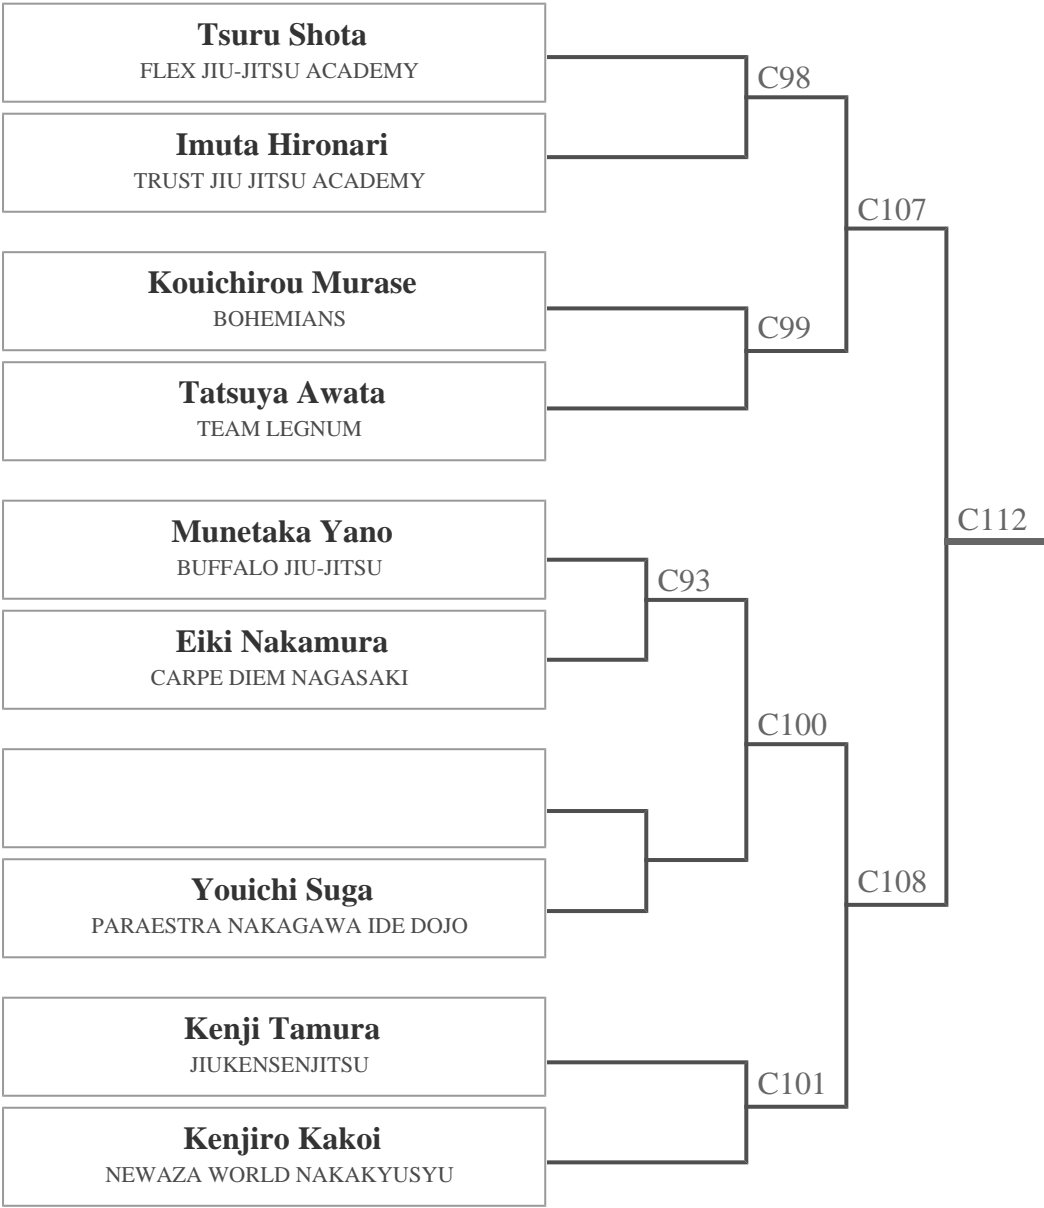 Tsuru Shota
FLEX JIU-JITSU ACADEMY
C98
Imuta Hironari
TRUST JIU JITSU ACADEMY
C107
Kouichirou Murase
BOHEMIANS
C99
Tatsuya Awata
TEAM LEGNUM
C112
Munetaka Yano
BUFFALO JIU-JITSU
C93
Eiki Nakamura
CARPE DIEM NAGASAKI
C100
Youichi Suga
PARAESTRA NAKAGAWA IDE DOJO
C108
Kenji Tamura
JIUKENSENJITSU
C101
Kenjiro Kakoi
NEWAZA WORLD NAKAKYUSYU